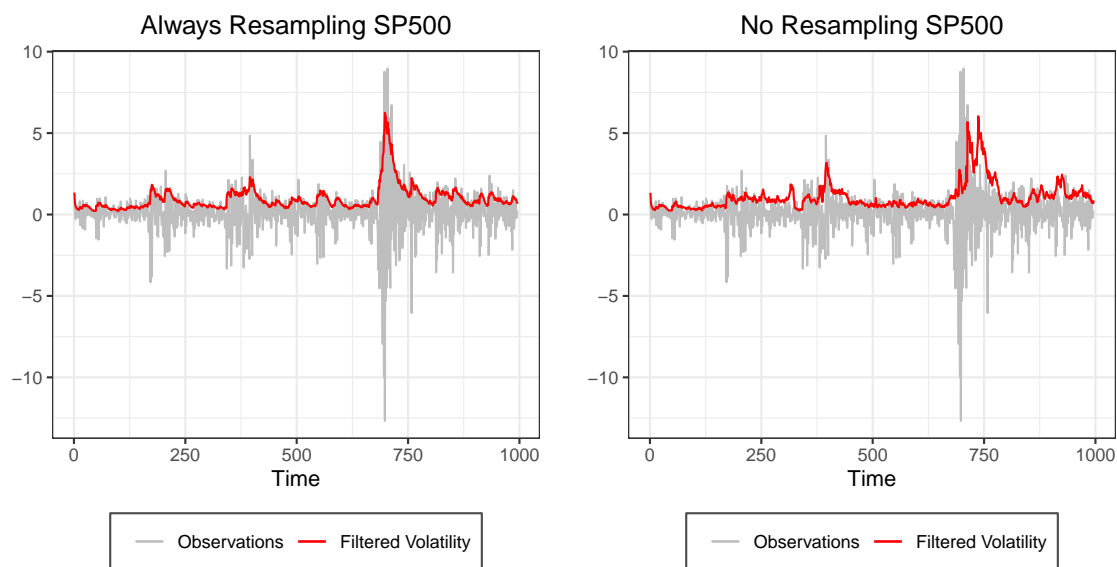 Always Resampling SP500
10
5
0
−5
−10
0 250 500 750 1000
Time
Observations Filtered Volatility
No Resampling SP500
10
5
0
−5
−10
0 250 500 750 1000
Time
Observations Filtered Volatility